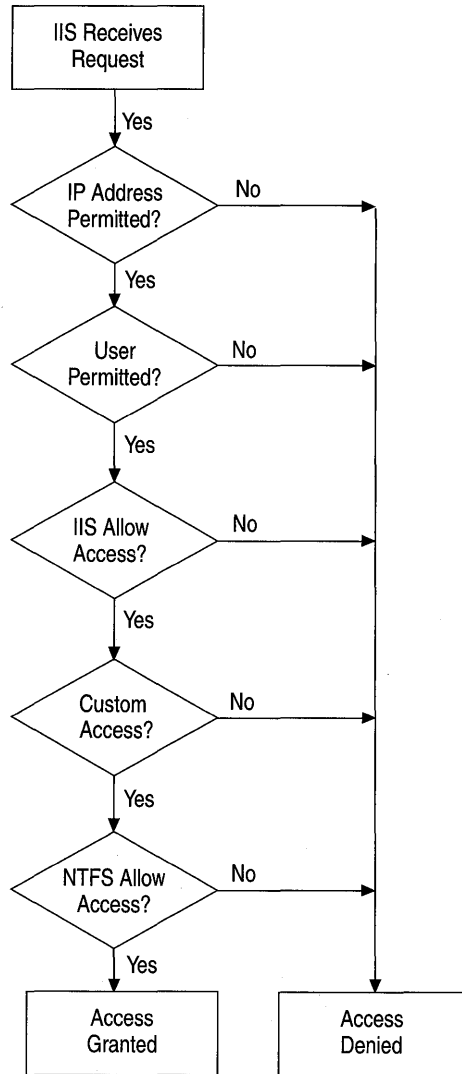 IIS Receives
Request
Yes
IP Address
Permitted?
No
Yes
User
Permitted?
No
Yes
IIS Allow
Access?
No
Yes
Custom
Access?
No
Yes
NTFS Allow
Access?
No
Yes
Access
Granted
Access
Denied